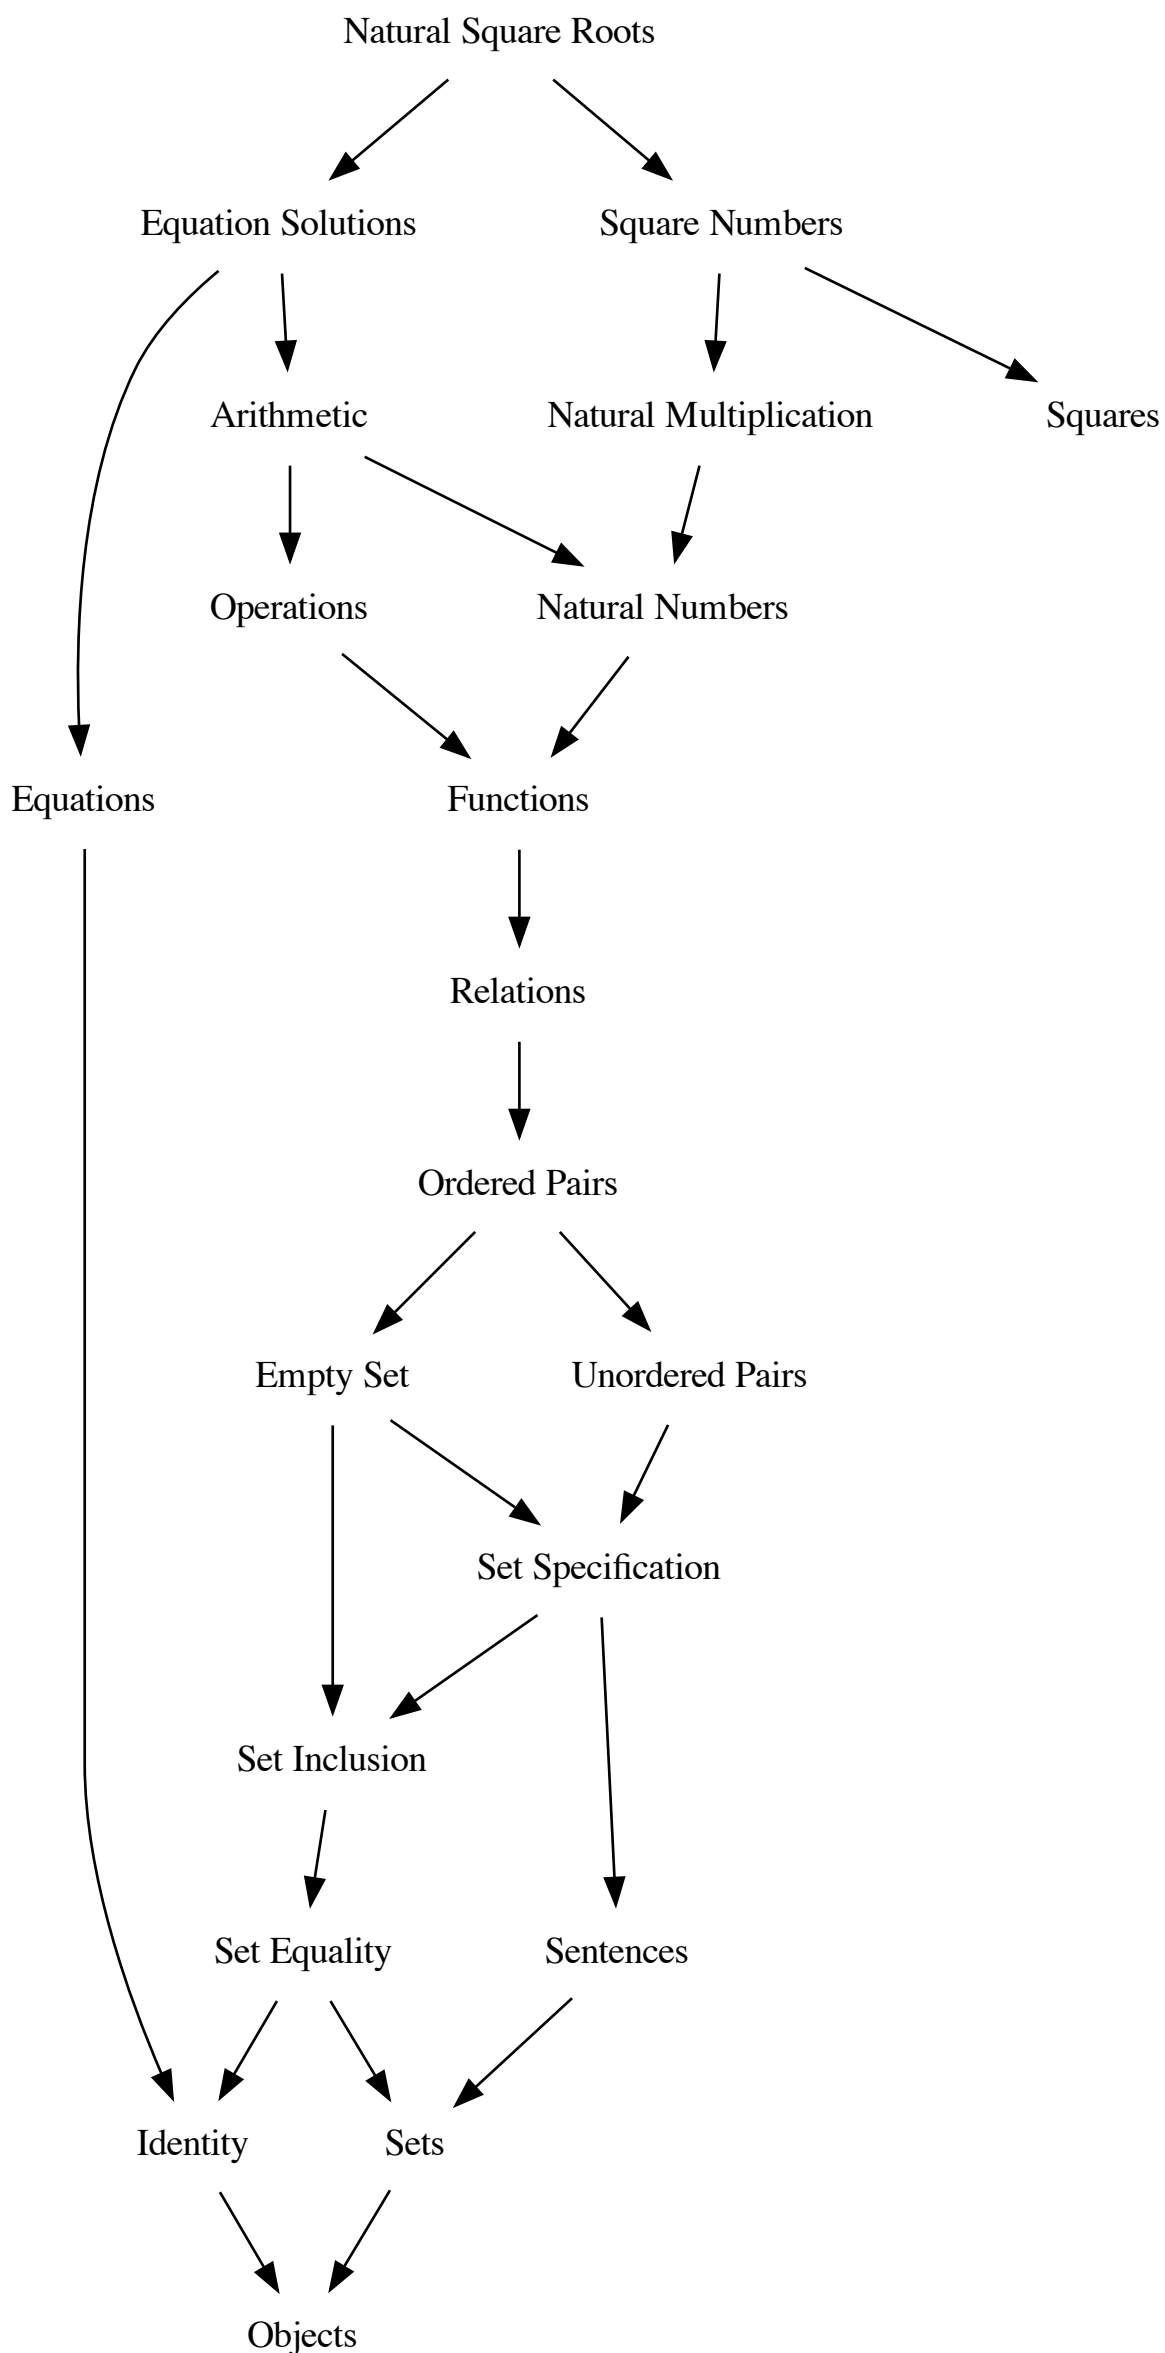 Natural Square Roots
Equation Solutions
Square Numbers
Arithmetic
Natural Multiplication
Squares
Operations
Natural Numbers
Equations
Functions
Relations
Ordered Pairs
Empty Set
Unordered Pairs
Set Specification
Set Inclusion
Set Equality
Sentences
Identity
Sets
Objects